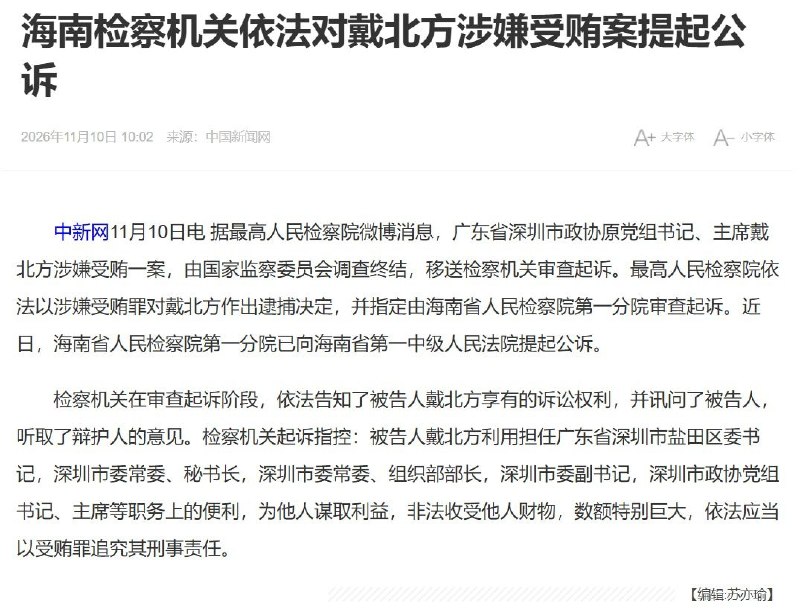 海南检察机关依法对戴北方涉嫌受贿案提起公
诉
2026年11月10日 10:02 来源：中国新闻网 A+ 大字体 A- 小字体
中新网11月10日电 据最高人民检察院微博消息，广东省深圳市政协原党组书记、主席戴
北方涉嫌受贿一案，由国家监察委员会调查终结，移送检察机关审查起诉。最高人民检察院依
法以涉嫌受贿罪对戴北方作出逮捕决定，并指定由海南省人民检察院第一分院审查起诉。近
日，海南省人民检察院第一分院已向海南省第一中级人民法院提起公诉。
检察机关在审查起诉阶段，依法告知了被告人戴北方享有的诉讼权利，并讯问了被告人，
听取了辩护人的意见。检察机关起诉指控：被告人戴北方利用担任广东省深圳市盐田区委书
记，深圳市委常委、秘书长，深圳市委常委、组织部部长，深圳市委副书记，深圳市政协党组
书记、主席等职务上的便利，为他人谋取利益，非法收受他人财物，数额特别巨大，依法应当
以受贿罪追究其刑事责任。
【编辑:苏亦瑜】